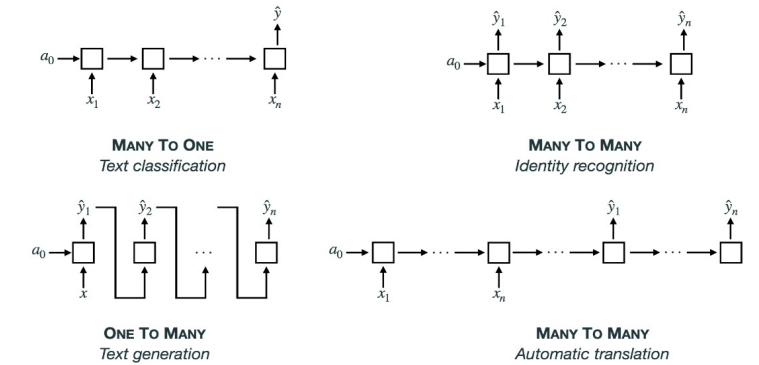 ŷ
a₀ ...
x₁ x₂ xₙ
MANY TO ONE
Text classification
ŷ₁ ŷ₂ ŷₙ
a₀ ...
x₁ x₂ xₙ
MANY TO MANY
Identity recognition
ŷ₁ ŷ₂ ŷₙ
a₀ ...
x
ONE TO MANY
Text generation
ŷ₁ ŷₙ
a₀ ... ... ...
x₁ xₙ
MANY TO MANY
Automatic translation